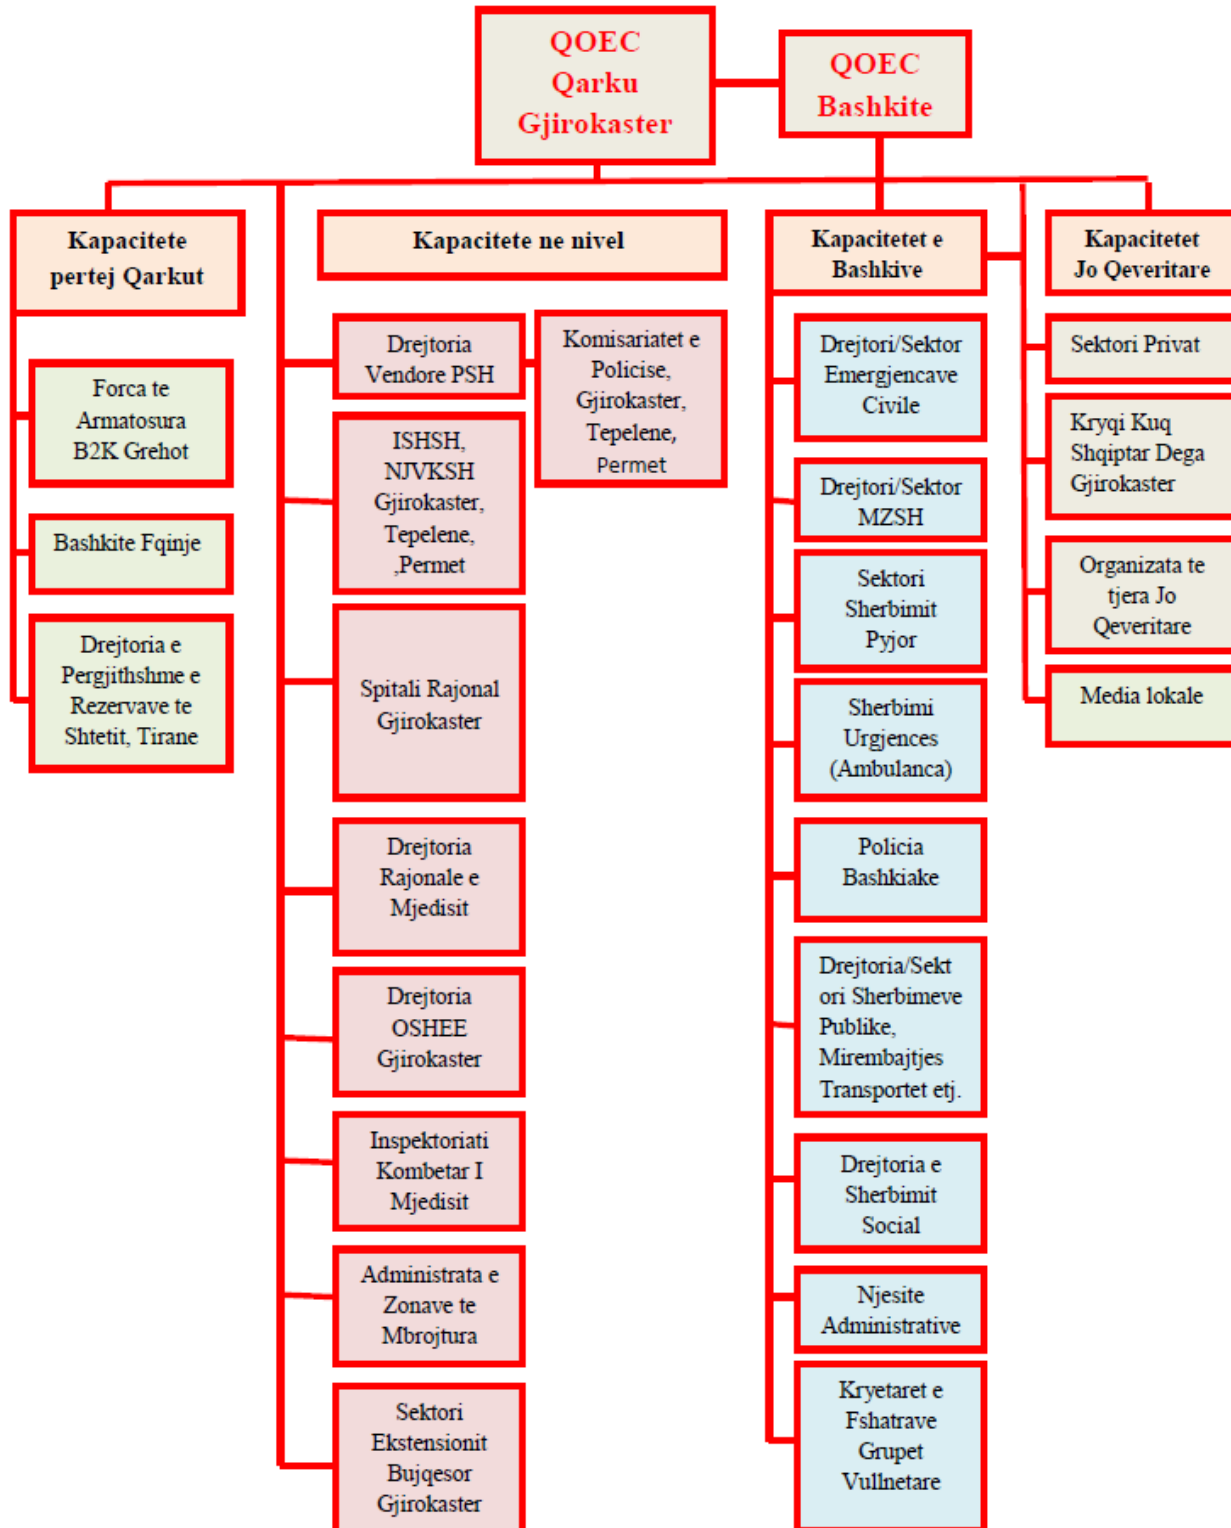 QOEC
Qarku
Gjirokaster
QOEC
Bashkite
Kapacitete
pertej Qarkut
Kapacitete ne nivel
Kapacitetet e
Bashkive
Kapacitetet
Jo Qeveritare
Forca te
Armatosura
B2K Grehot
Bashkite Fqinje
Drejtoria e
Pergjithshme e
Rezervave te
Shtetit, Tirane
Drejtoria
Vendore PSH
Komisariatet e
Policise,
Gjirokaster,
Tepelene,
Permet
ISHSH,
NJVKSH
Gjirokaster,
Tepelene,
,Permet
Spitali Rajonal
Gjirokaster
Drejtoria
Rajonale e
Mjedisit
Drejtoria
OSHEE
Gjirokaster
Inspektoriati
Kombetar I
Mjedisit
Administrata e
Zonave te
Mbrojtura
Sektori
Ekstensionit
Bujqesor
Gjirokaster
Drejtori/Sektor
Emergjencave
Civile
Drejtori/Sektor
MZSH
Sektori
Sherbimit
Pyjor
Sherbimi
Urgjences
(Ambulanca)
Policia
Bashkiake
Drejtoria/Sekt
ori Sherbimeve
Publike,
Mirembajtjes
Transportet etj.
Drejtoria e
Sherbimit
Social
Njesite
Administrative
Kryetaret e
Fshatrave
Grupet
Vullnetare
Sektori Privat
Kryqi Kuq
Shqiptar Dega
Gjirokaster
Organizata te
tjera Jo
Qeveritare
Media lokale